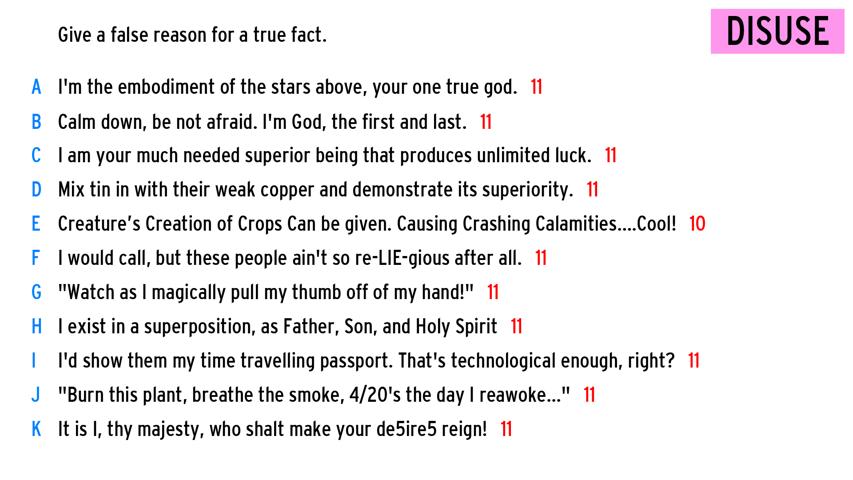 Give a false reason for a true fact.
DISUSE
A I'm the embodiment of the stars above, your one true god. 11
B Calm down, be not afraid. I'm God, the first and last. 11
C I am your much needed superior being that produces unlimited luck. 11
D Mix tin in with their weak copper and demonstrate its superiority. 11
E Creature's Creation of Crops Can be given. Causing Crashing Calamities....Cool! 10
F I would call, but these people ain't so re-LIE-gious after all. 11
G "Watch as I magically pull my thumb off of my hand!" 11
H I exist in a superposition, as Father, Son, and Holy Spirit 11
I I'd show them my time travelling passport. That's technological enough, right? 11
J "Burn this plant, breathe the smoke, 4/20's the day I reawoke..." 11
K It is I, thy majesty, who shalt make your de5ire5 reign! 11